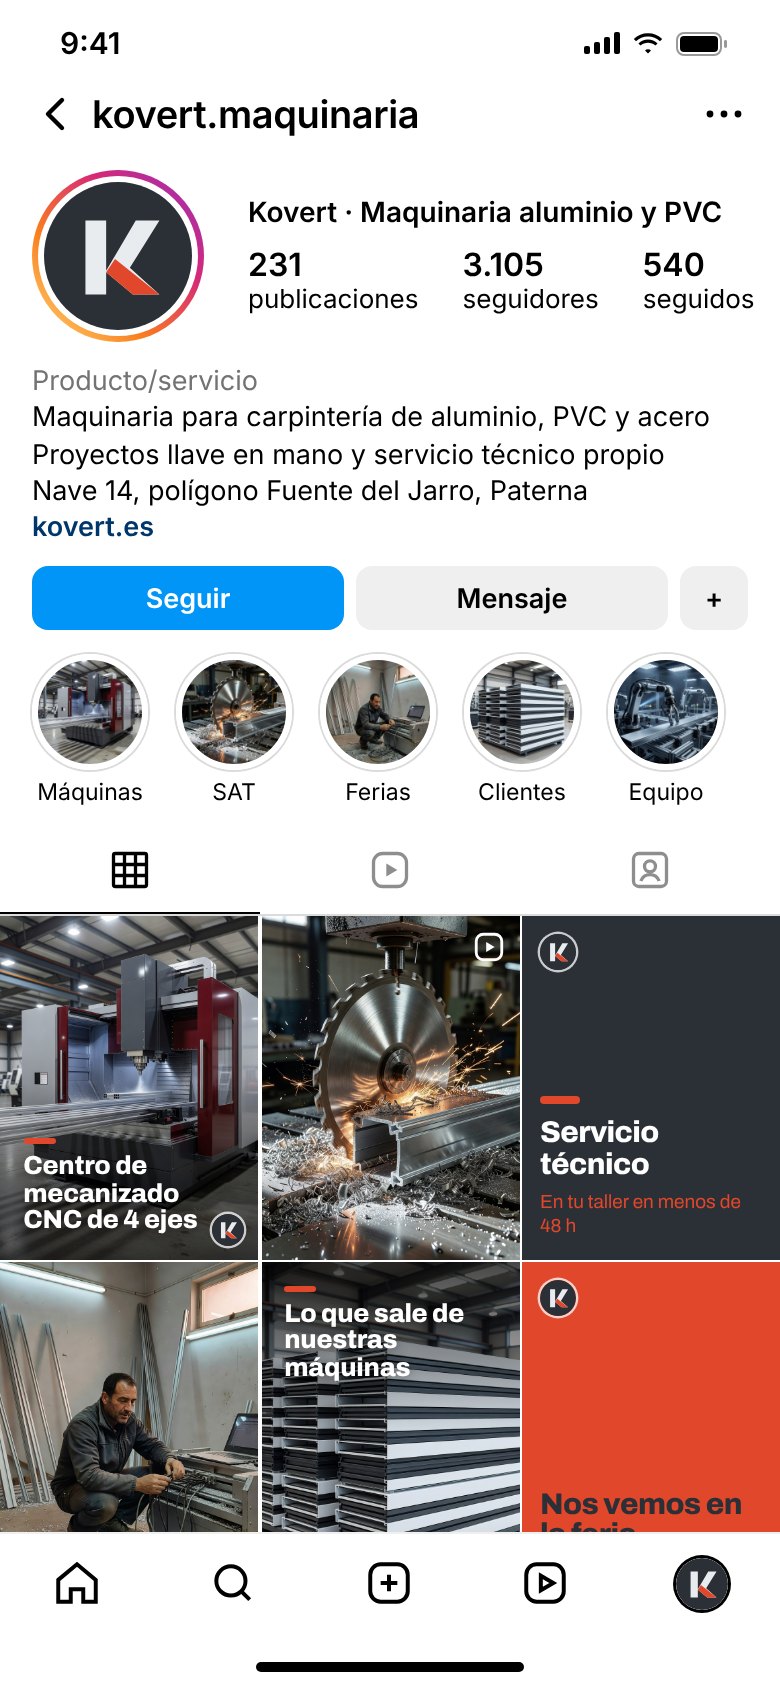 9:41
kovert.maquinaria
Kovert · Maquinaria aluminio y PVC
231 3.105 540
publicaciones seguidores seguidos
Producto/servicio
Maquinaria para carpintería de aluminio, PVC y acero
Proyectos llave en mano y servicio técnico propio
Nave 14, polígono Fuente del Jarro, Paterna
kovert.es
Seguir Mensaje +
Máquinas SAT Ferias Clientes Equipo
Centro de
mecanizado
CNC de 4 ejes
K
K
Servicio
técnico
En tu taller en menos de
48 h
Lo que sale de
nuestras
máquinas
K
Nos vemos en
la feria
K